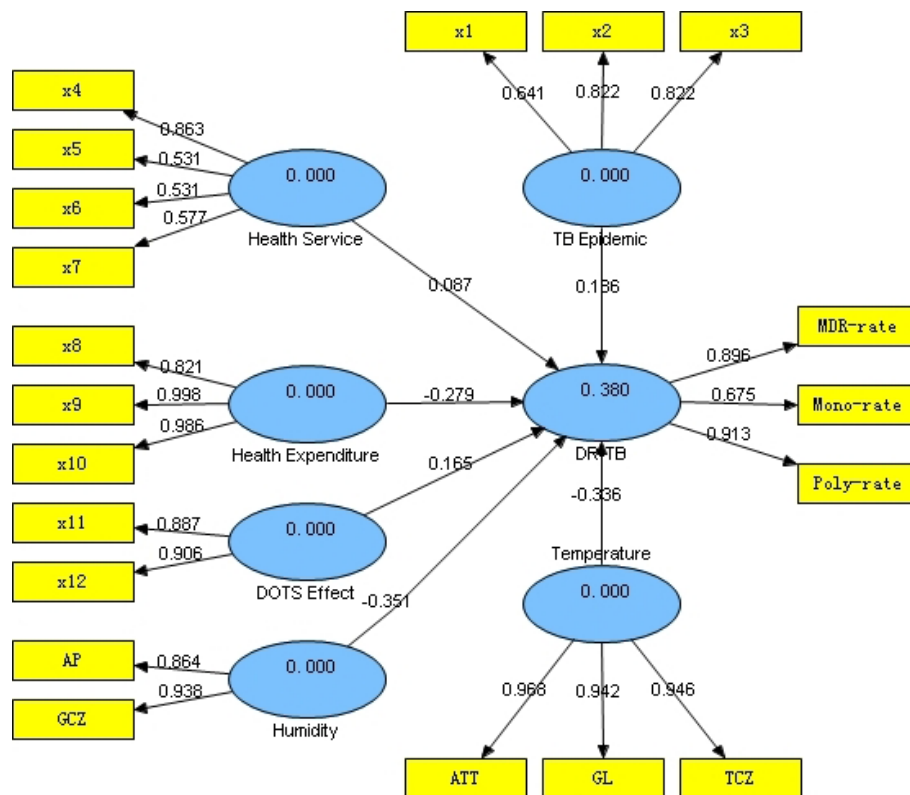 x1
x2
x3
0.641
0.822
0.822
0.000
TB Epidemic
0.186
x4
x5
x6
x7
0.863
0.531
0.531
0.577
0.000
Health Service
0.087
x8
x9
x10
0.821
0.998
0.986
0.000
Health Expenditure
-0.279
0.380
DR-TB
0.896
0.675
0.913
MDR-rate
Mono-rate
Poly-rate
x11
x12
0.887
0.906
0.000
DOTS Effect
0.165
AP
GCZ
0.864
0.938
0.000
Humidity
-0.351
-0.336
Temperature
0.000
0.968
0.942
0.946
ATT
GL
TCZ